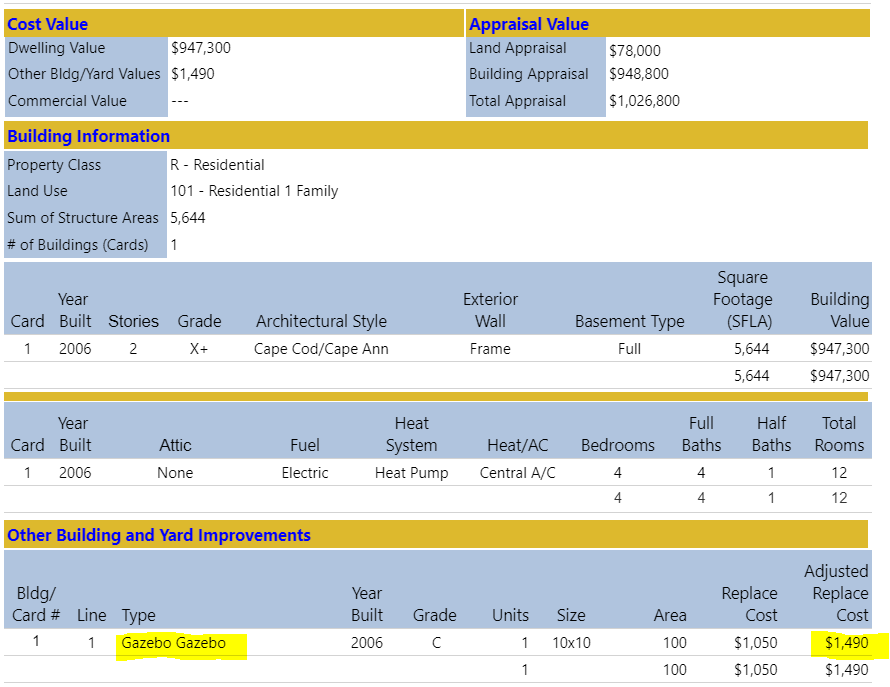 Cost Value Appraisal Value
Dwelling Value $947,300 Land Appraisal $78,000
Other Bldg/Yard Values $1,490 Building Appraisal $948,800
Commercial Value --- Total Appraisal $1,026,800
Building Information
Property Class R - Residential
Land Use 101 - Residential 1 Family
Sum of Structure Areas 5,644
# of Buildings (Cards) 1
Square
Year Exterior Footage Building
Card Built Stories Grade Architectural Style Wall Basement Type (SFLA) Value
1 2006 2 X+ Cape Cod/Cape Ann Frame Full 5,644 $947,300
5,644 $947,300
Year Heat Full Half Total
Card Built Attic Fuel System Heat/AC Bedrooms Baths Baths Rooms
1 2006 None Electric Heat Pump Central A/C 4 4 1 12
4 4 1 12
Other Building and Yard Improvements
Adjusted
Bldg/ Year Replace Replace
Card # Line Type Built Grade Units Size Area Cost Cost
1 1 Gazebo Gazebo 2006 C 1 10x10 100 $1,050 $1,490
1 100 $1,050 $1,490